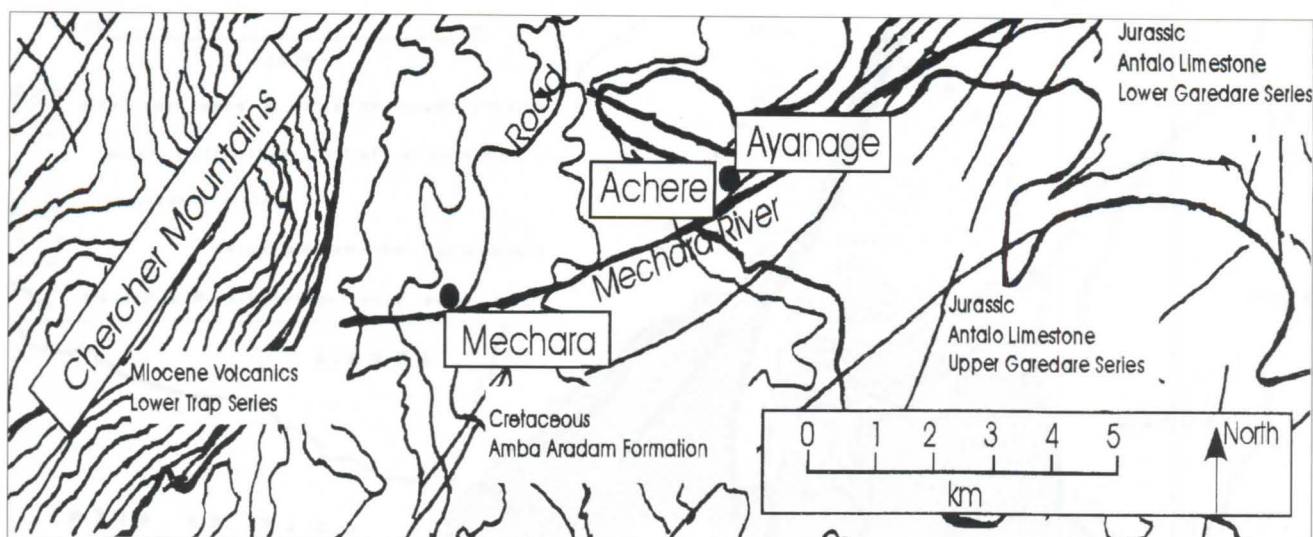 Jurassic
Antalo Limestone
Lower Garedare Series
Chercher Mountains
Road
Ayanage
Achere
Mechara River
Mechara
Jurassic
Antalo Limestone
Upper Garedare Series
Miocene Volcanics
Lower Trap Series
Cretaceous
Amba Aradam Formation
0 1 2 3 4 5
km
North